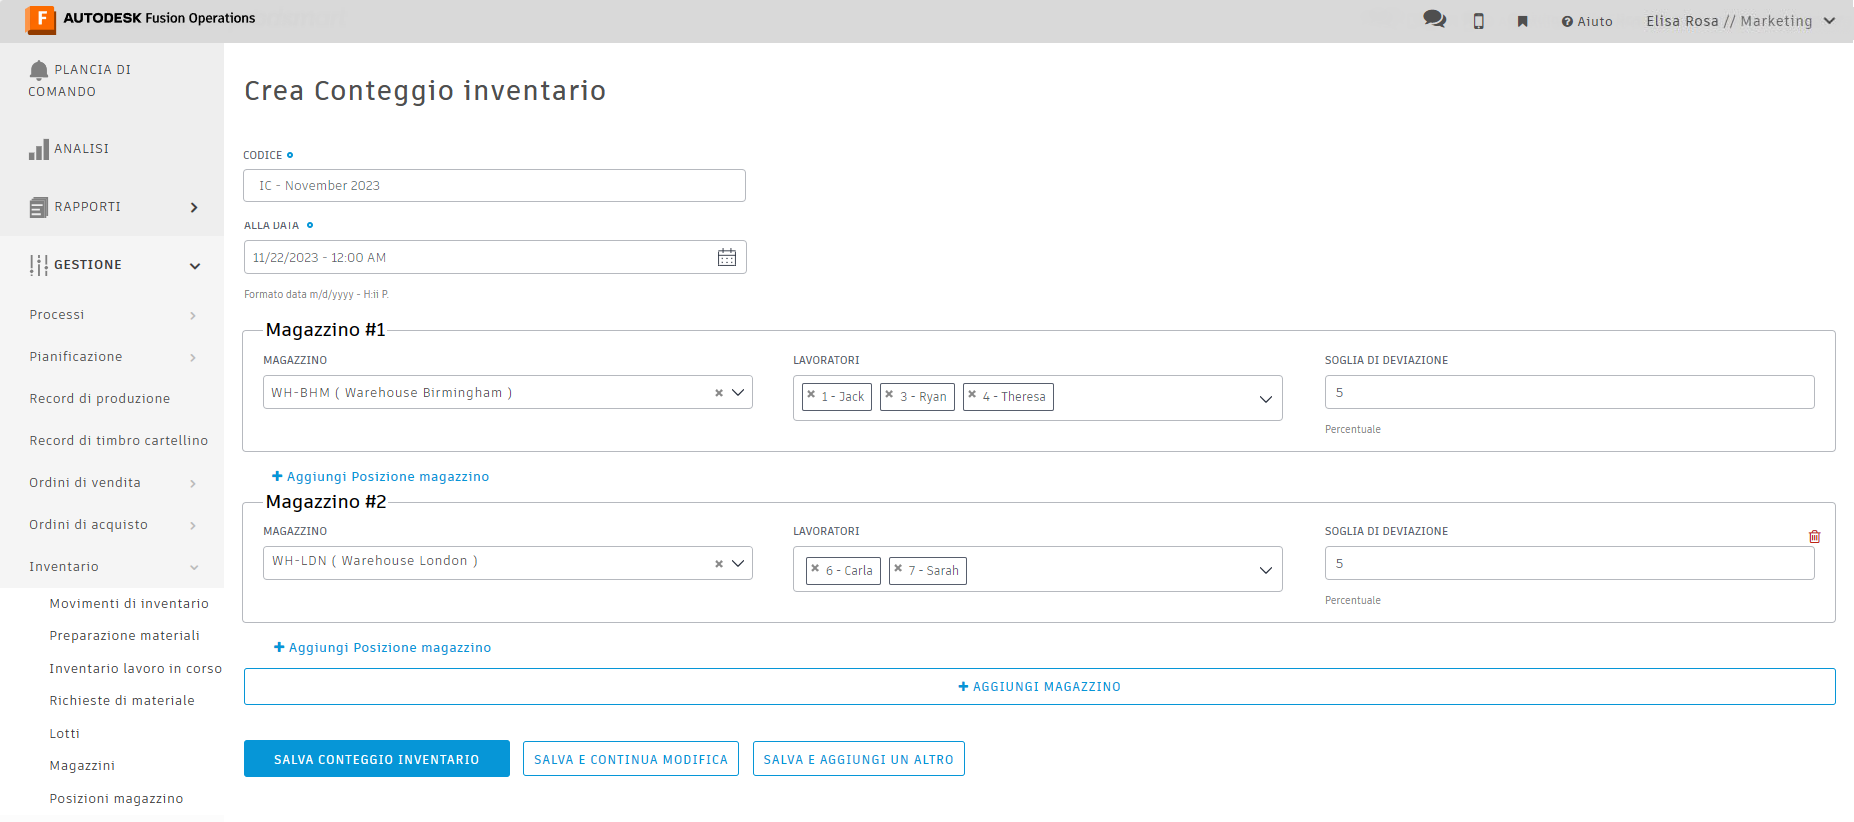 AUTODESK Fusion Operations
Aiuto
Elisa Rosa // Marketing
PLANCIA DI
COMANDO
ANALISI
RAPPORTI
GESTIONE
Processi
Pianificazione
Record di produzione
Record di timbro cartellino
Ordini di vendita
Ordini di acquisto
Inventario
Movimenti di inventario
Preparazione materiali
Inventario lavoro in corso
Richieste di materiale
Lotti
Magazzini
Posizioni magazzino
Crea Conteggio inventario
CODICE
IC - November 2023
ALLA DATA
11/22/2023 - 12:00 AM
Formato data m/d/yyyy - H:ii P.
Magazzino #1
MAGAZZINO
WH-BHM ( Warehouse Birmingham )
LAVORATORI
1 - Jack
3 - Ryan
4 - Theresa
SOGLIA DI DEVIAZIONE
5
Percentuale
+ Aggiungi Posizione magazzino
Magazzino #2
MAGAZZINO
WH-LDN ( Warehouse London )
LAVORATORI
6 - Carla
7 - Sarah
SOGLIA DI DEVIAZIONE
5
Percentuale
+ Aggiungi Posizione magazzino
+ AGGIUNGI MAGAZZINO
SALVA CONTEGGIO INVENTARIO
SALVA E CONTINUA MODIFICA
SALVA E AGGIUNGI UN ALTRO